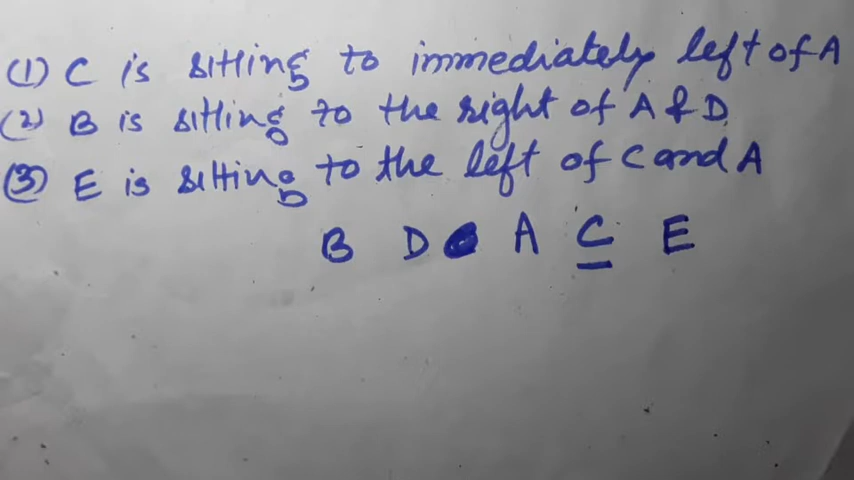 (1) C is sitting to immediately left of A
(2) B is sitting to the right of A & D
(3) E is sitting to the left of C and A
B D A C E